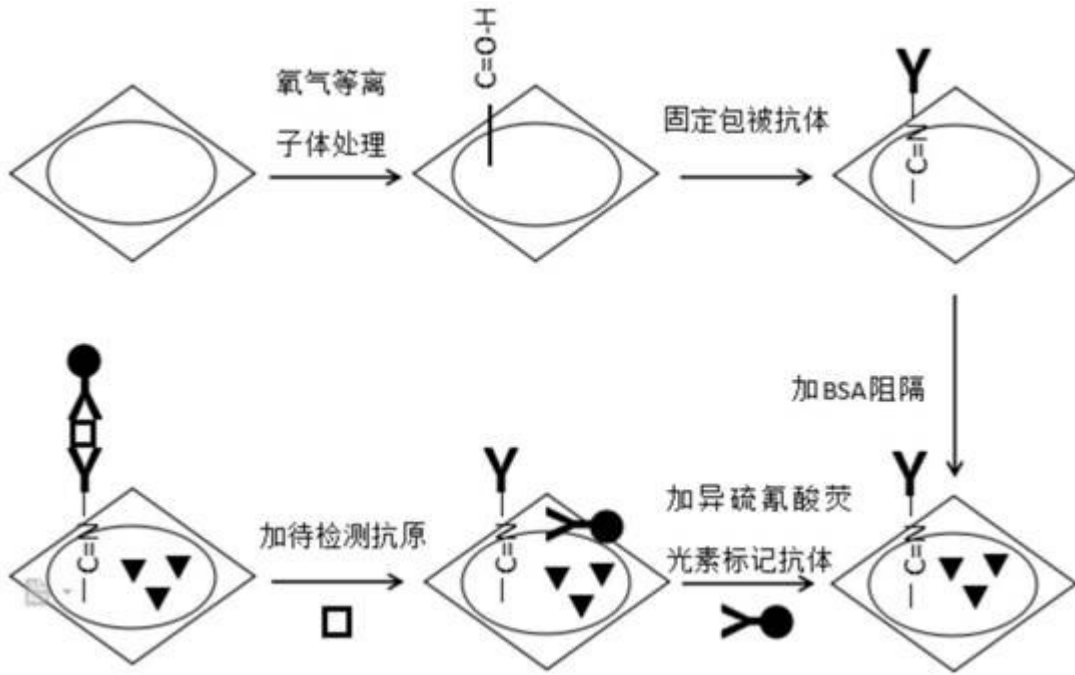 氧气等离
子体处理
C=O-H
固定包被抗体
Y
—C=N
加BSA阻隔
Y
—C=N—
加异硫氰酸荧
光素标记抗体
Y
—C=N—
加待检测抗原
—C=N—